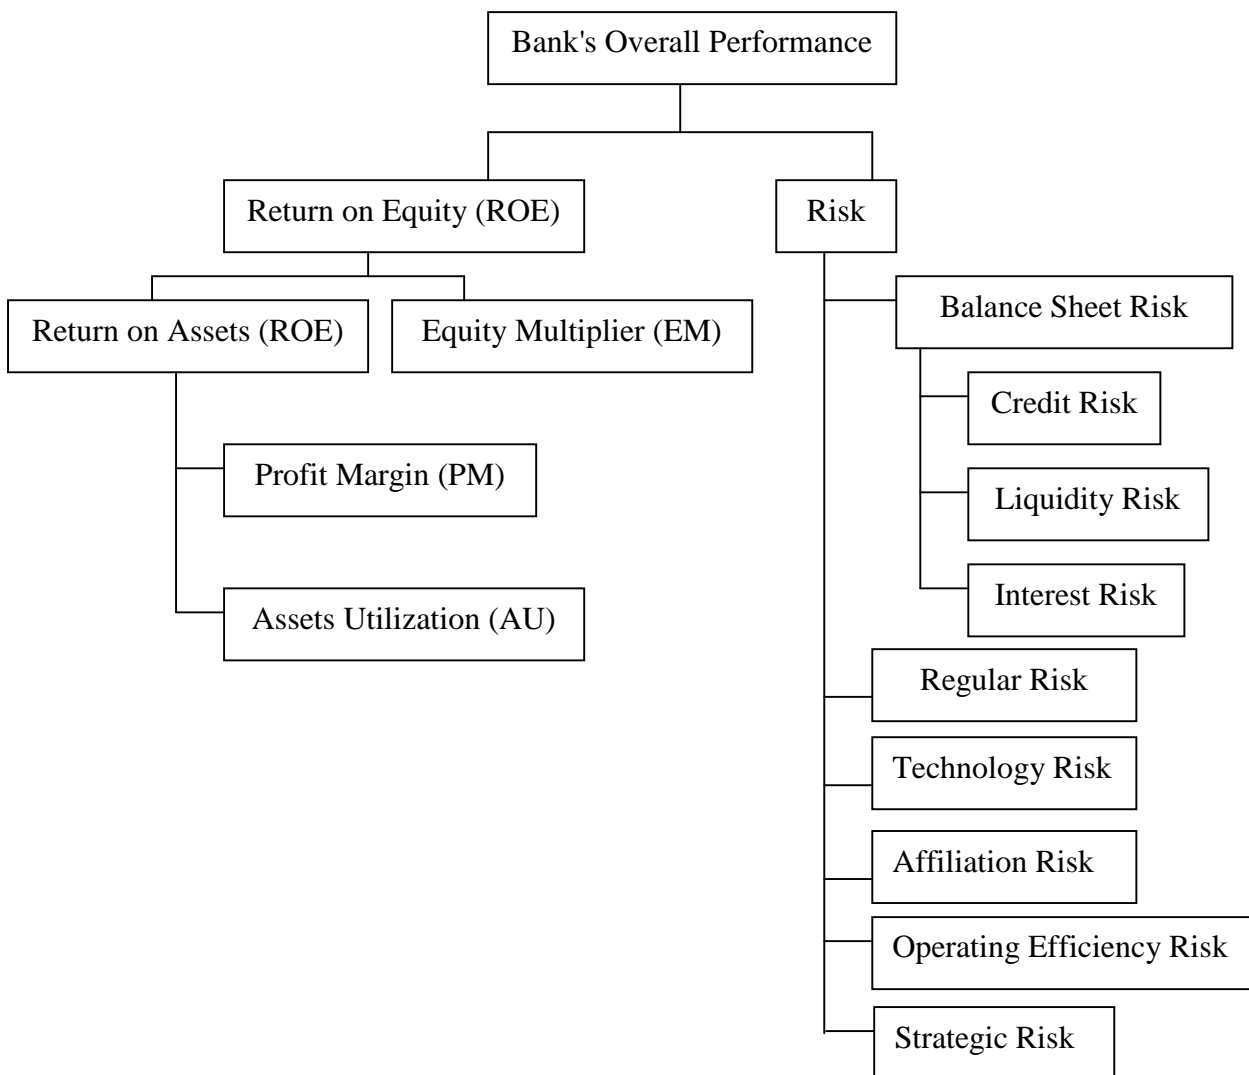 Bank's Overall Performance
Return on Equity (ROE)
Risk
Return on Assets (ROE)
Equity Multiplier (EM)
Balance Sheet Risk
Credit Risk
Profit Margin (PM)
Liquidity Risk
Assets Utilization (AU)
Interest Risk
Regular Risk
Technology Risk
Affiliation Risk
Operating Efficiency Risk
Strategic Risk